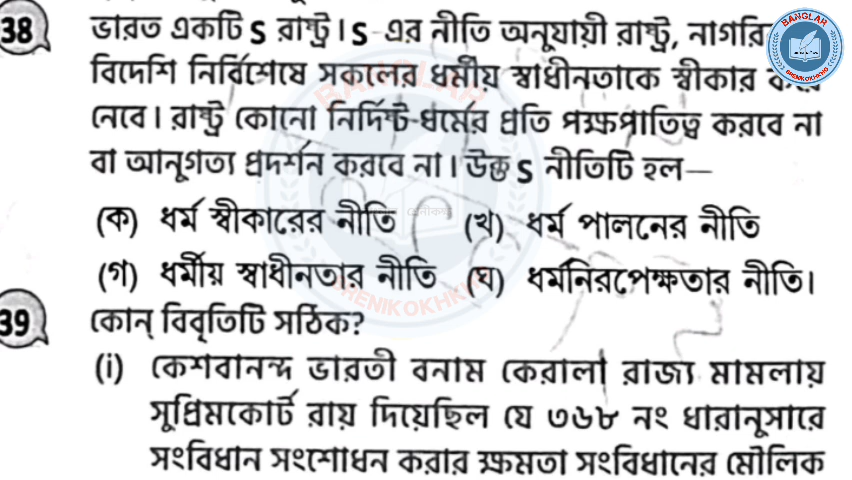 38 ভারত একটি S রাষ্ট্র। S -এর নীতি অনুযায়ী রাষ্ট্র,
বিদেশি নির্বিশেষে সকলের ধর্মীয় স্বাধীনতাকে স্বীকার
নেবে। রাষ্ট্র কোনো নির্দিষ্ট ধর্মের প্রতি পক্ষপাতিত্ব করবে না
বা আনুগত্য প্রদর্শন করবে না। উক্ত S নীতিটি হল—
(ক) ধর্ম স্বীকারের নীতি (খ) ধর্ম পালনের নীতি
(গ) ধর্মীয় স্বাধীনতার নীতি (ঘ) ধর্মনিরপেক্ষতার নীতি।
39 কোন্ বিবৃতিটি সঠিক?
(i) কেশবানন্দ ভারতী বনাম কেরালা রাজ্য মামলায়
সুপ্রিমকোর্ট রায় দিয়েছিল যে ৩৬৮ নং ধারানুসারে
সংবিধান সংশোধন করার ক্ষমতা সংবিধানের মৌলিক
BANGLAR
SRENIKOKHKHO